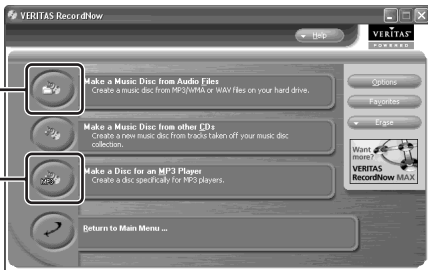 VERITAS RecordNow
Help
VERITAS
POWERED
Make a Music Disc from Audio Files
Create a music disc from MP3/WMA or WAV files on your hard drive.
Make a Music Disc from other CDs
Create a new music disc from tracks taken off your music disc
collection.
MP3
Make a Disc for an MP3 Player
Create a disc specifically for MP3 players.
Return to Main Menu ...
Options
Favorites
Erase
Want
more?
VERITAS
RecordNow MAX